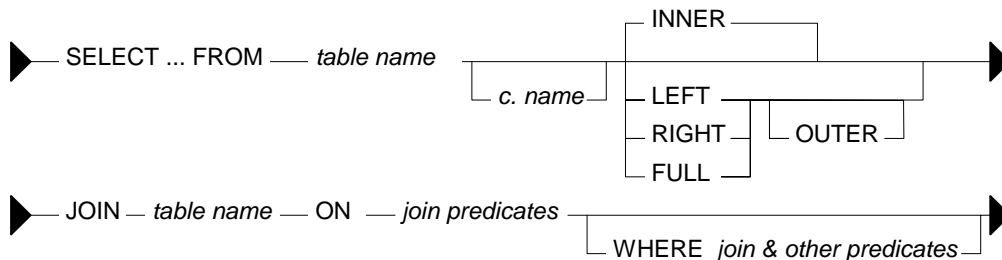 INNER
SELECT ... FROM table name
c. name
LEFT
RIGHT OUTER
FULL
JOIN table name ON join predicates
WHERE join & other predicates